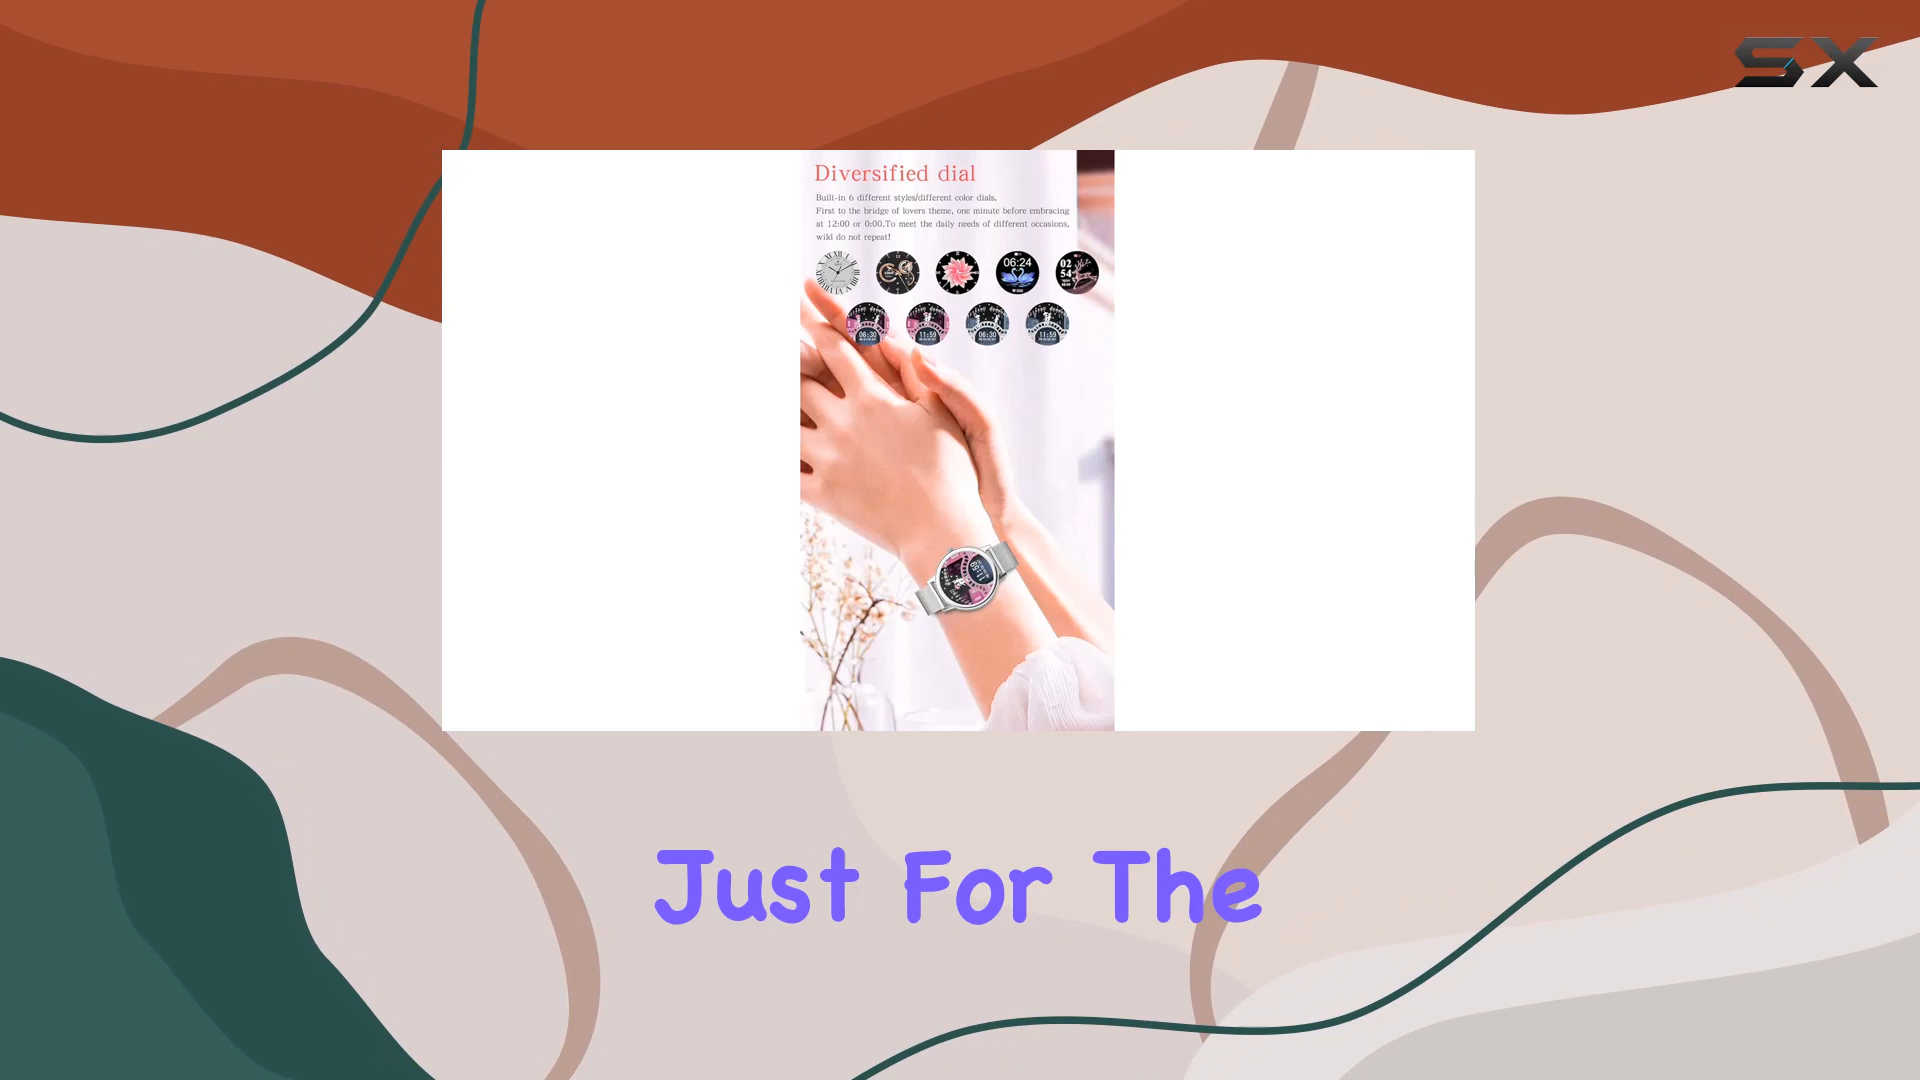 SX
Diversified dial
Built-in 6 different styles/different color dials.
First to the bridge of lovers theme, one minute before embracing
at 12:00 or 0:00,To meet the daily needs of different occasions,
wild do not repeat!
06:24
02
54
06:30
11:59
06:30
11:59
Just For The